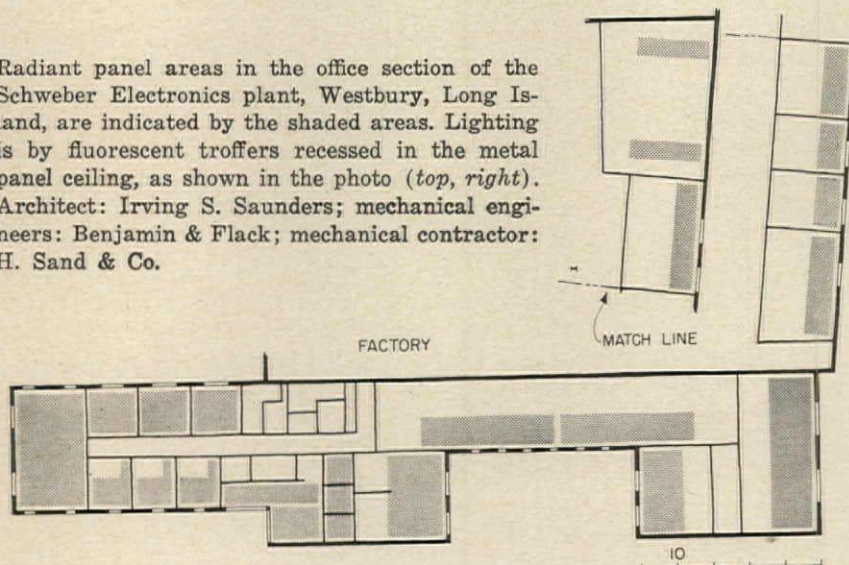 Radiant panel areas in the office section of the
Schweber Electronics plant, Westbury, Long Is-
land, are indicated by the shaded areas. Lighting
is by fluorescent troffers recessed in the metal
panel ceiling, as shown in the photo (top, right).
Architect: Irving S. Saunders; mechanical engi-
neers: Benjamin & Flack; mechanical contractor:
H. Sand & Co.
MATCH LINE
FACTORY
10